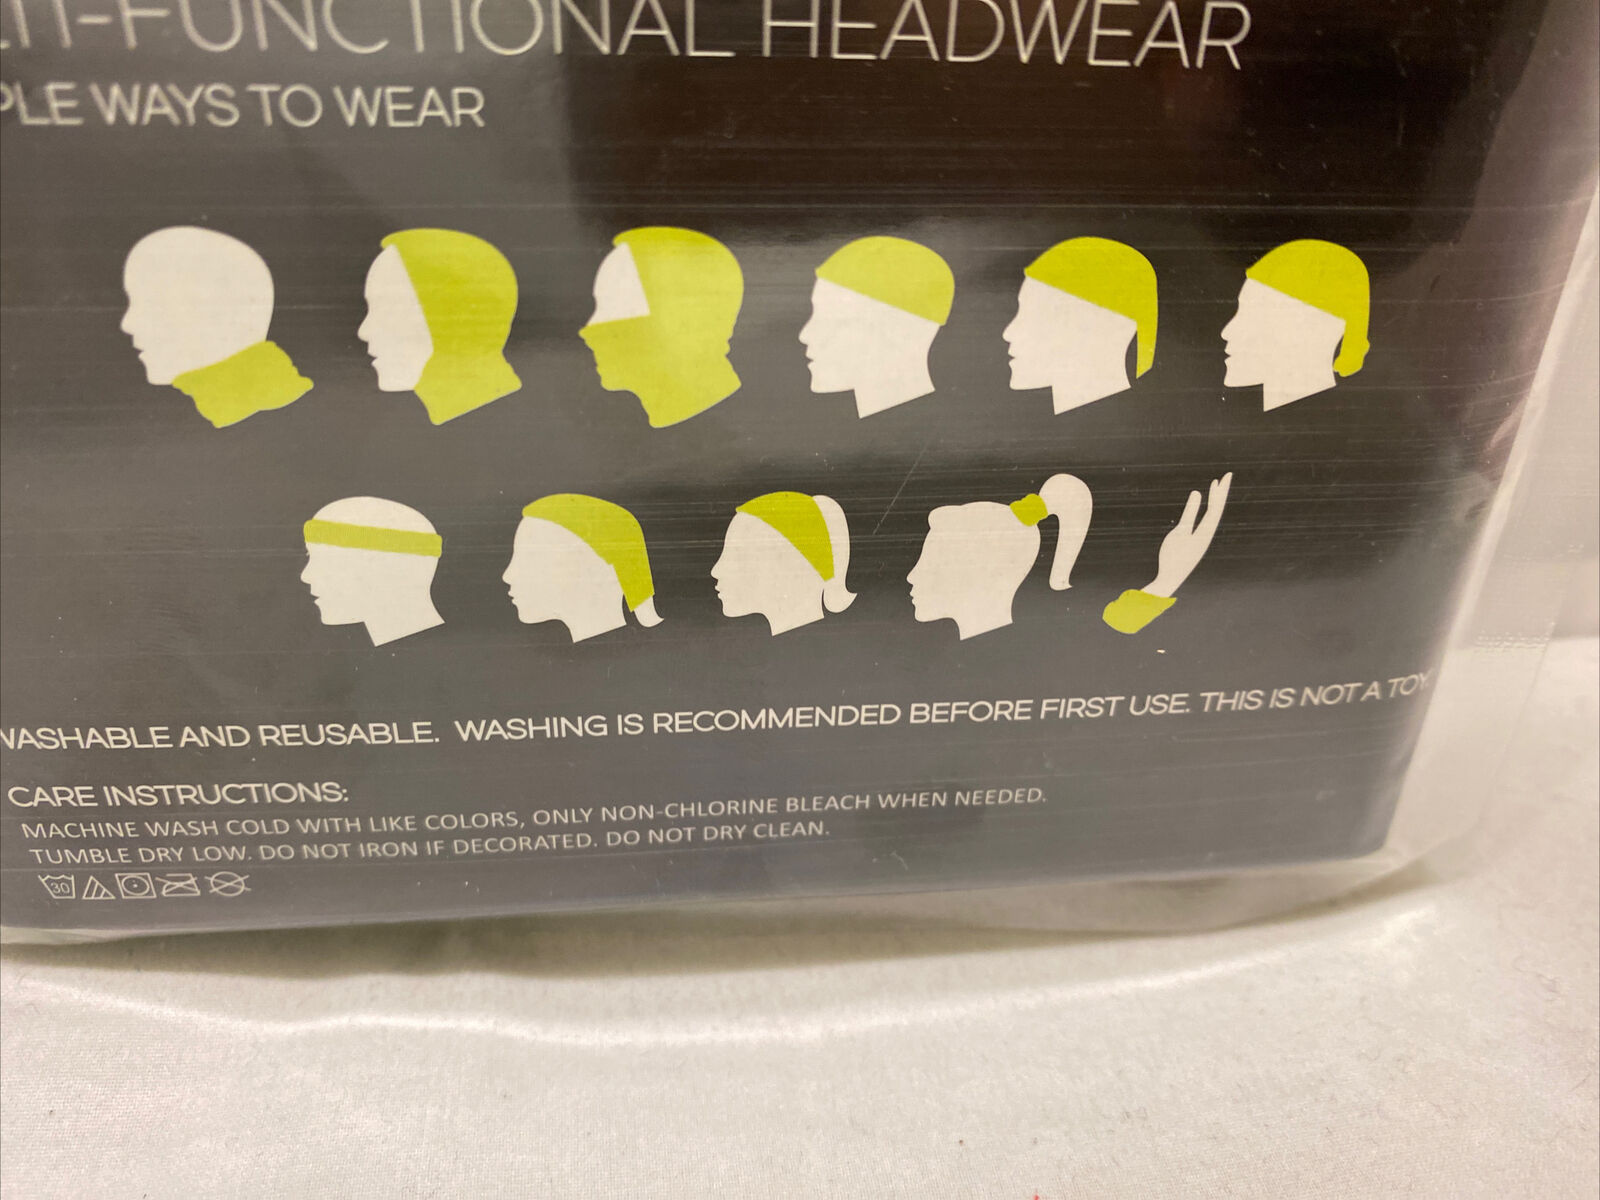 TI-FUNCTIONAL HEADWEAR
PLE WAYS TO WEAR
WASHABLE AND REUSABLE. WASHING IS RECOMMENDED BEFORE FIRST USE. THIS IS NOT A TOY.
CARE INSTRUCTIONS:
MACHINE WASH COLD WITH LIKE COLORS, ONLY NON-CHLORINE BLEACH WHEN NEEDED.
TUMBLE DRY LOW. DO NOT IRON IF DECORATED. DO NOT DRY CLEAN.
30